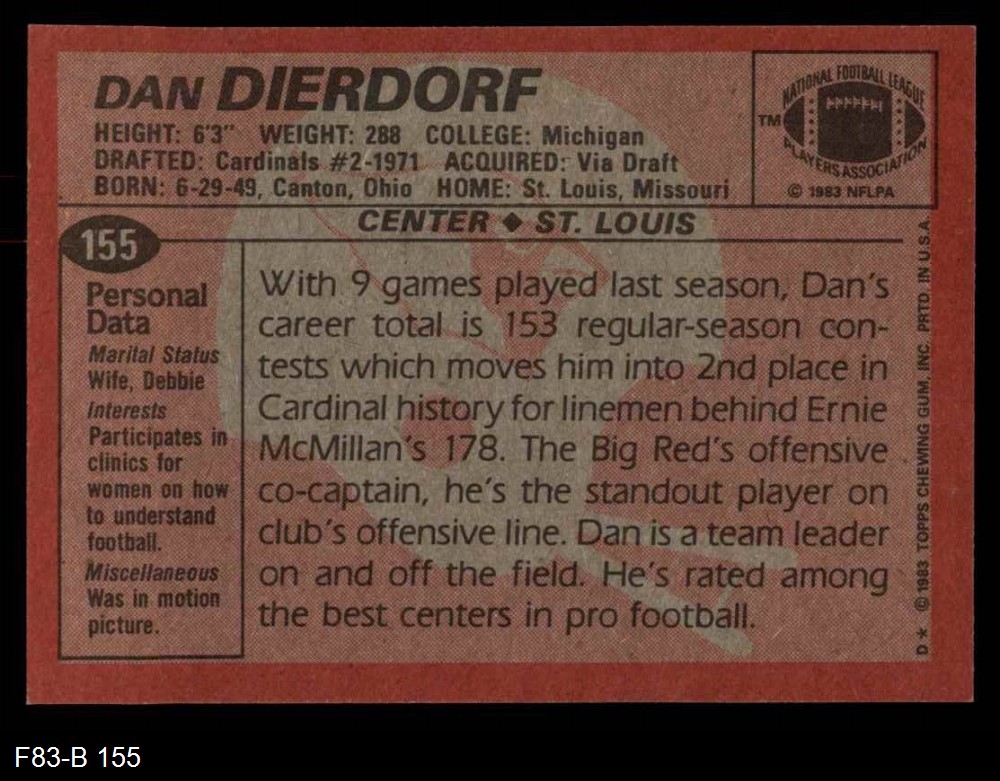 DAN DIERDORF
HEIGHT: 6'3" WEIGHT: 288 COLLEGE: Michigan
DRAFTED: Cardinals #2-1971 ACQUIRED: Via Draft
BORN: 6-29-49, Canton, Ohio HOME: St. Louis, Missouri
NATIONAL FOOTBALL LEAGUE
TM
PLAYERS ASSOCIATION
© 1983 NFLPA
CENTER ◆ ST. LOUIS
155
Personal
Data
Marital Status
Wife, Debbie
Interests
Participates in
clinics for
women on how
to understand
football.
Miscellaneous
Was in motion
picture.
With 9 games played last season, Dan's
career total is 153 regular-season con-
tests which moves him into 2nd place in
Cardinal history for linemen behind Ernie
McMillan's 178. The Big Red's offensive
co-captain, he's the standout player on
club's offensive line. Dan is a team leader
on and off the field. He's rated among
the best centers in pro football.
D★ © 1983 TOPPS CHEWING GUM, INC. PRTD. IN U.S.A.
F83-B 155